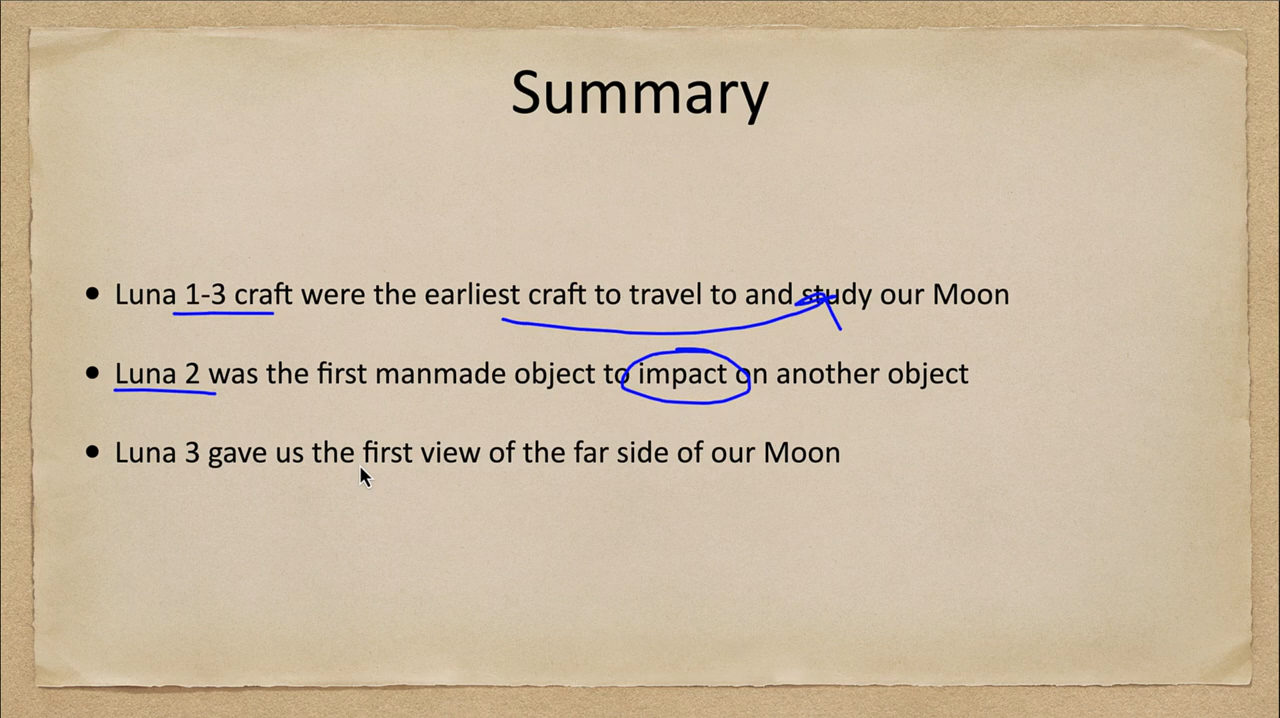 Summary
• Luna 1-3 craft were the earliest craft to travel to and study our Moon
• Luna 2 was the first manmade object to impact on another object
• Luna 3 gave us the first view of the far side of our Moon